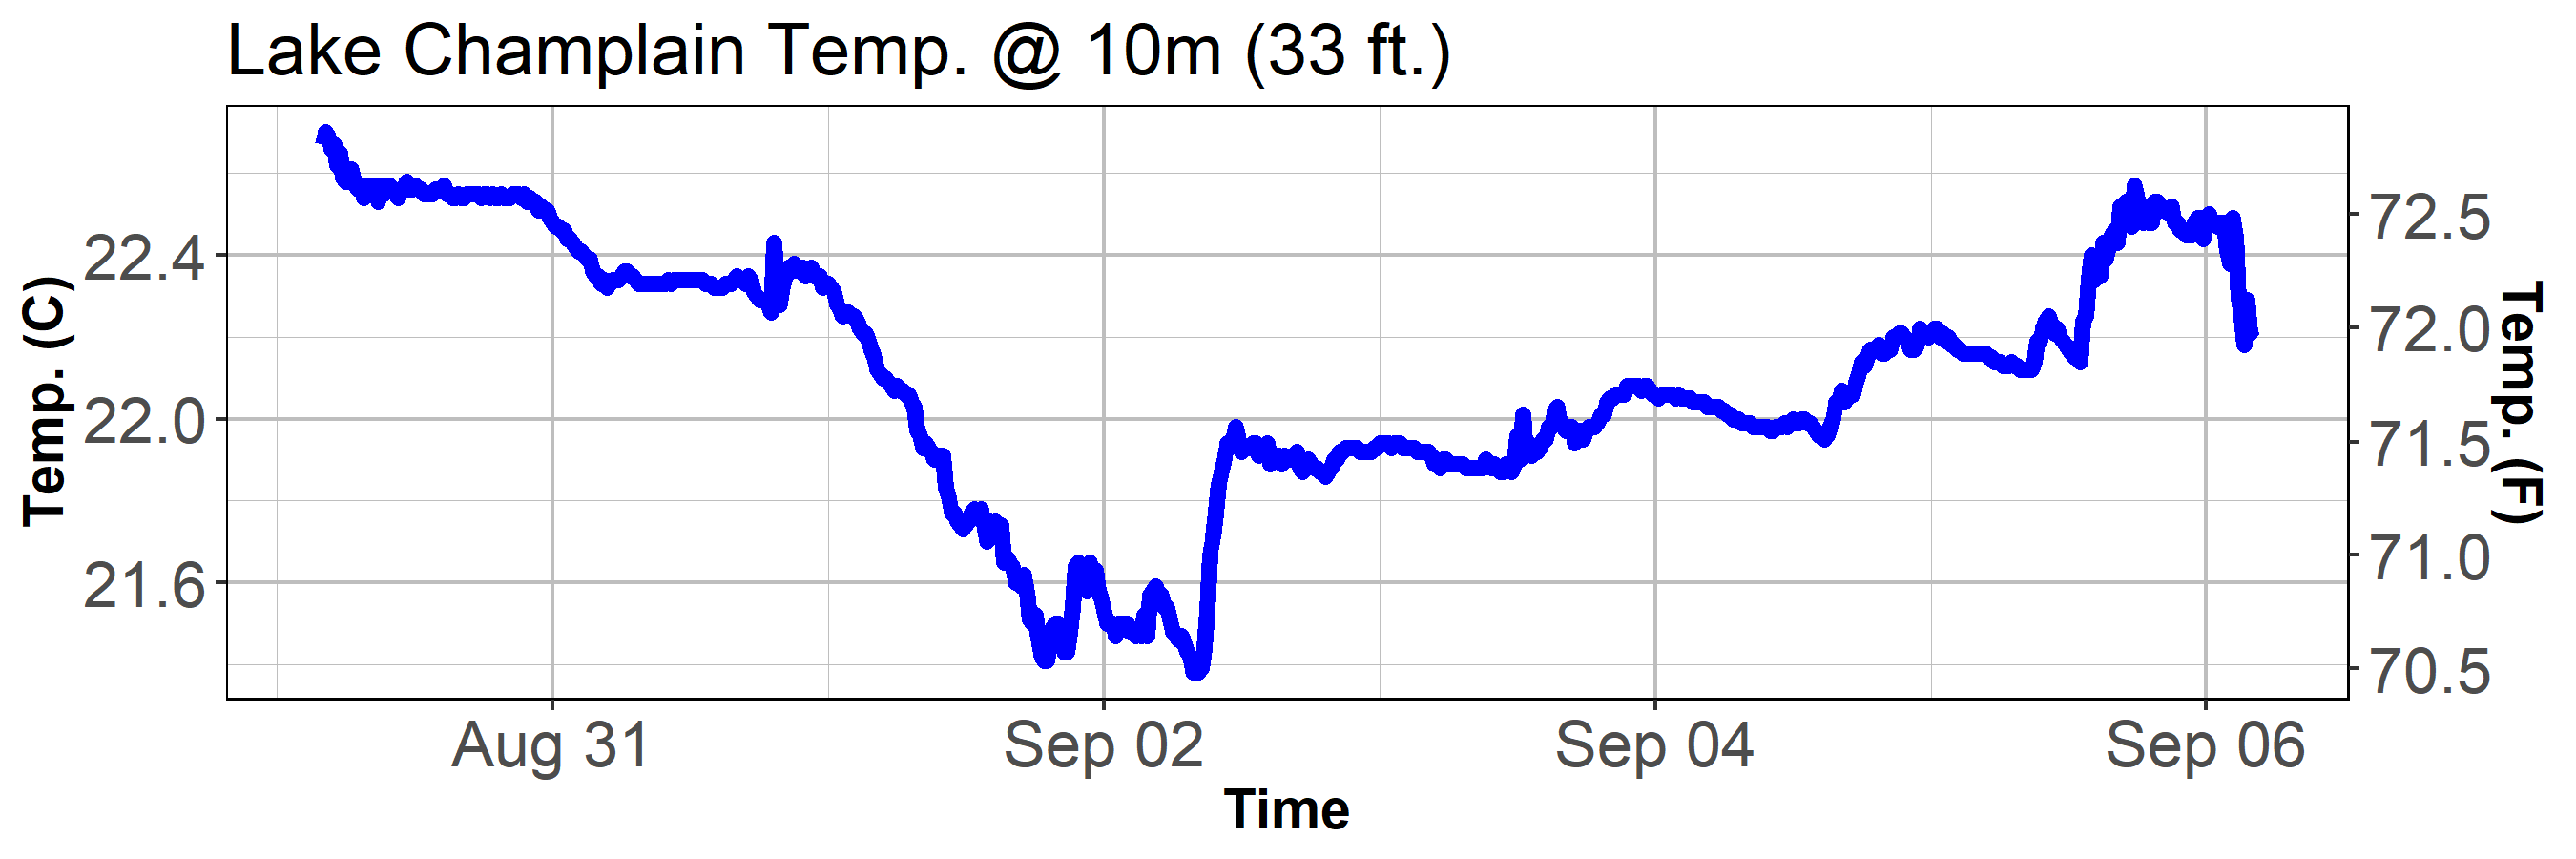 Lake Champlain Temp. @ 10m (33 ft.)
Temp. (C)
22.4
22.0
21.6
72.5
72.0
71.5
71.0
70.5
Temp. (F)
Aug 31
Sep 02
Sep 04
Sep 06
Time